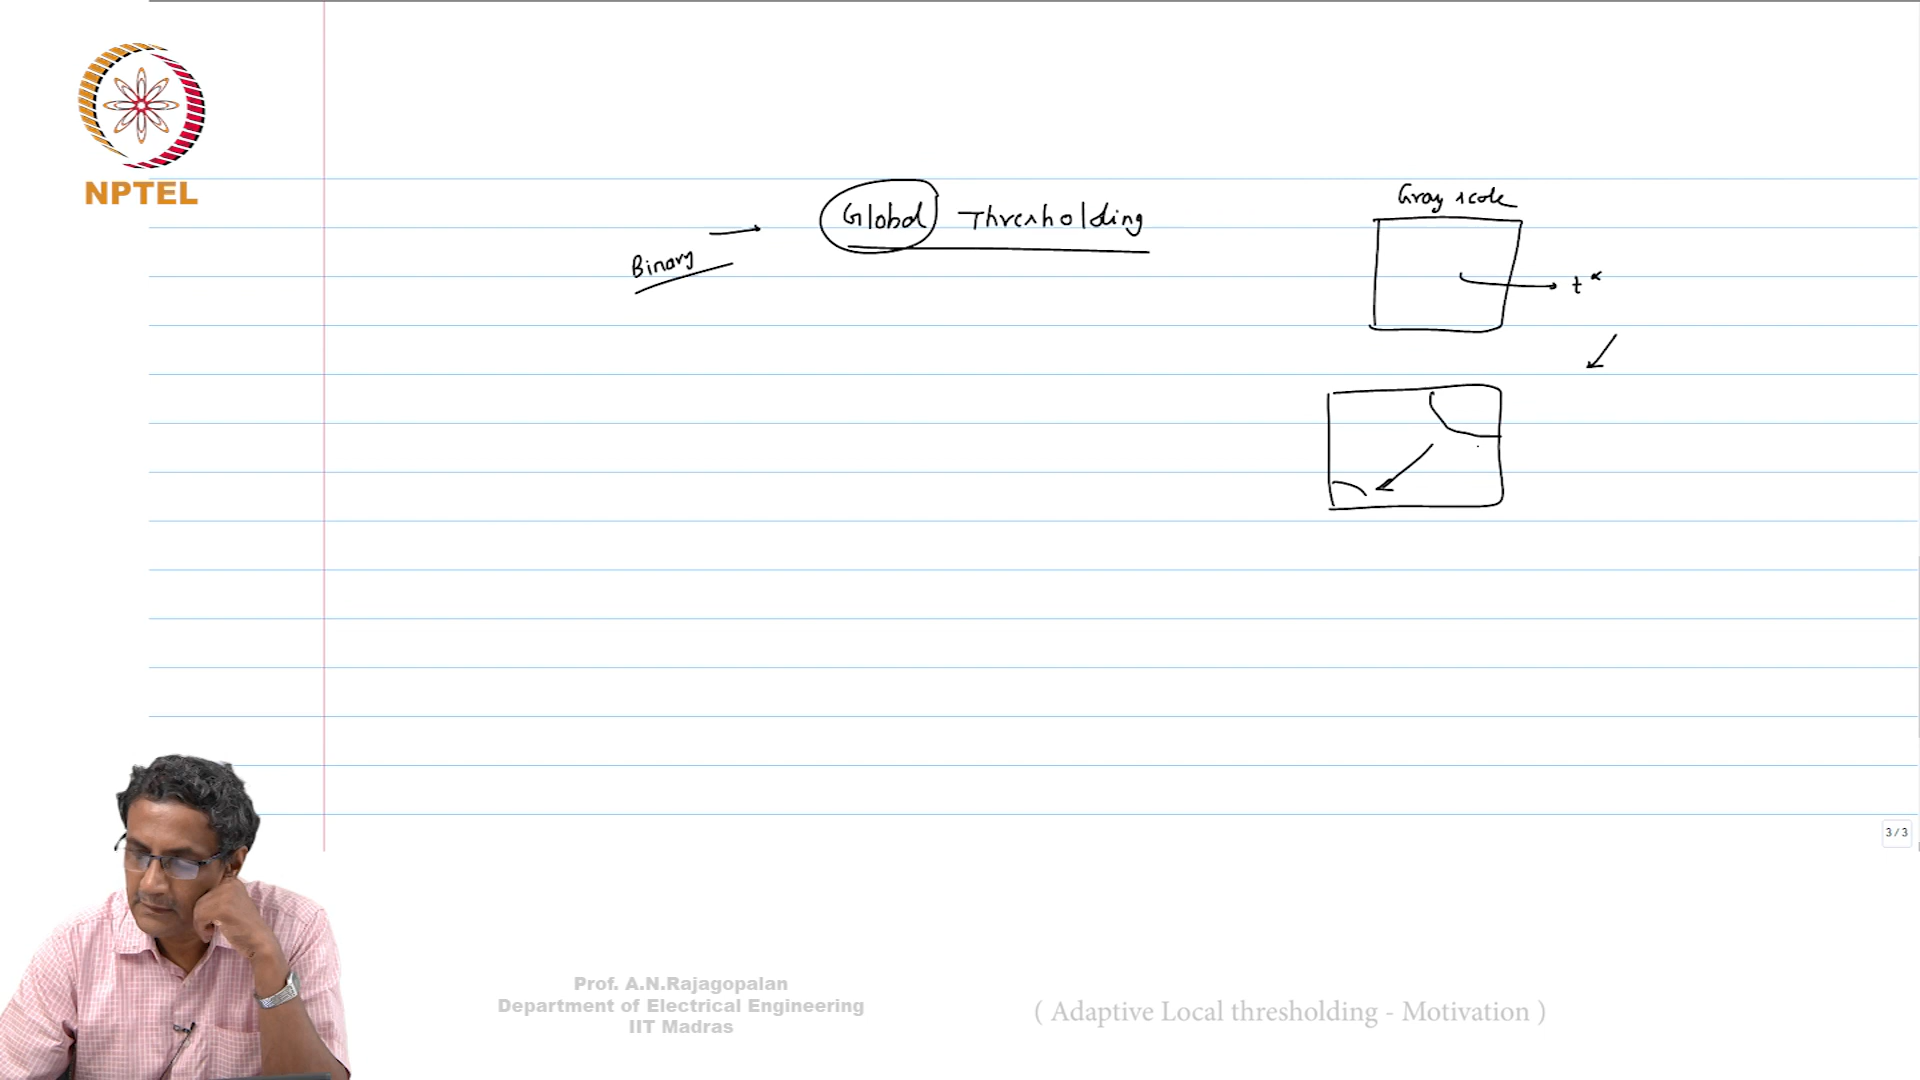 NPTEL
Gray scale
Global Thresholding
Binary
t*
3 / 3
Prof. A.N.Rajagopalan
Department of Electrical Engineering
IIT Madras
( Adaptive Local thresholding - Motivation )